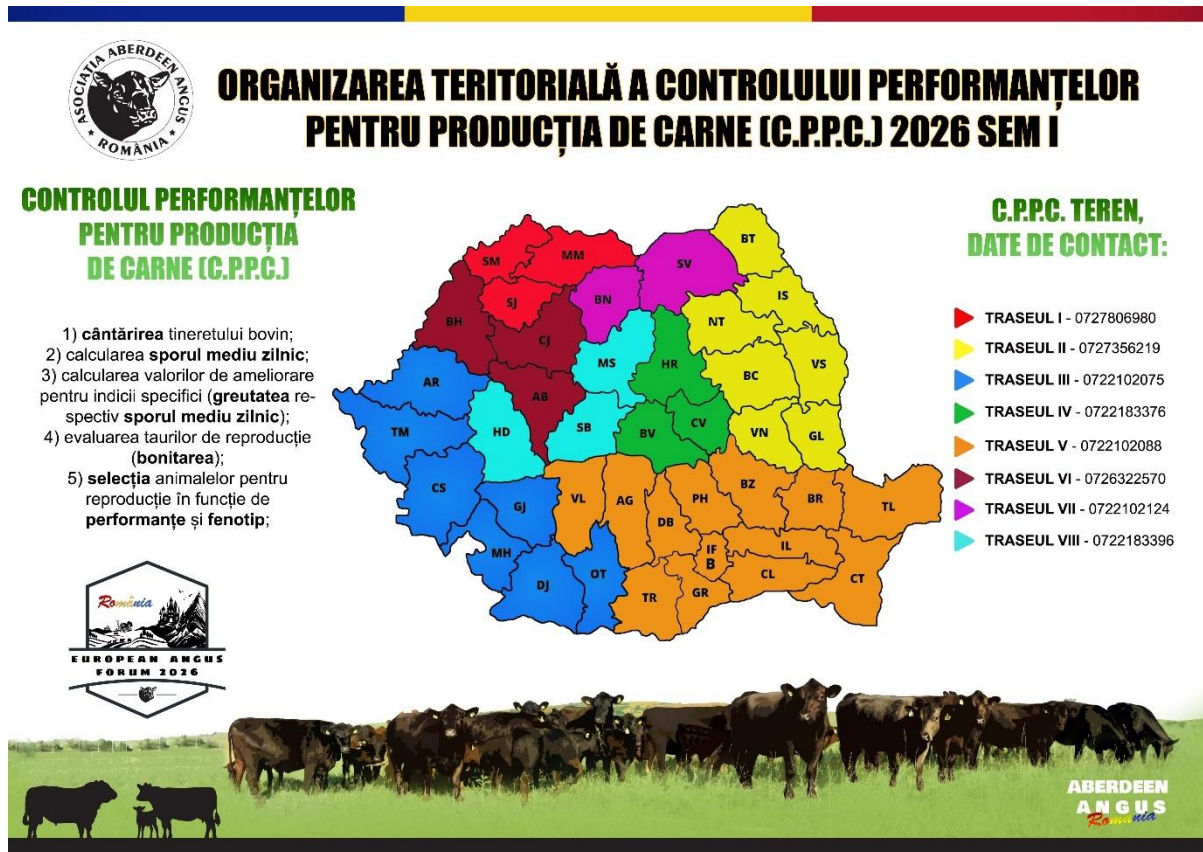 ASOCIAȚIA ABERDEEN ANGUS
ROMÂNIA
ORGANIZAREA TERITORIALĂ A CONTROLULUI PERFORMANȚELOR
PENTRU PRODUCȚIA DE CARNE (C.P.P.C.) 2026 SEM I
CONTROLUL PERFORMANȚELOR
PENTRU PRODUCȚIA
DE CARNE (C.P.P.C.)
1) cântărirea tineretului bovin;
2) calcularea sporul mediu zilnic;
3) calcularea valorilor de ameliorare
pentru indicii specifici (greutatea re-
spectiv sporul mediu zilnic);
4) evaluarea taurilor de reproducție
(bonitarea);
5) selecția animalelor pentru
reproducție în funcție de
performanțe și fenotip;
România
EUROPEAN ANGUS
FORUM 2026
BT
SM
MM
SV
SJ
BN
IS
BH
CJ
NT
MS
HR
VS
BC
AR
AB
TM
HD
SB
BV
CV
VN
GL
CS
GJ
VL
AG
PH
BZ
BR
TL
DB
MH
IF
B
IL
DJ
OT
CL
CT
TR
GR
C.P.P.C. TEREN,
DATE DE CONTACT:
TRASEUL I - 0727806980
TRASEUL II - 0727356219
TRASEUL III - 0722102075
TRASEUL IV - 0722183376
TRASEUL V - 0722102088
TRASEUL VI - 0726322570
TRASEUL VII - 0722102124
TRASEUL VIII - 0722183396
ABERDEEN
ANGUS
România